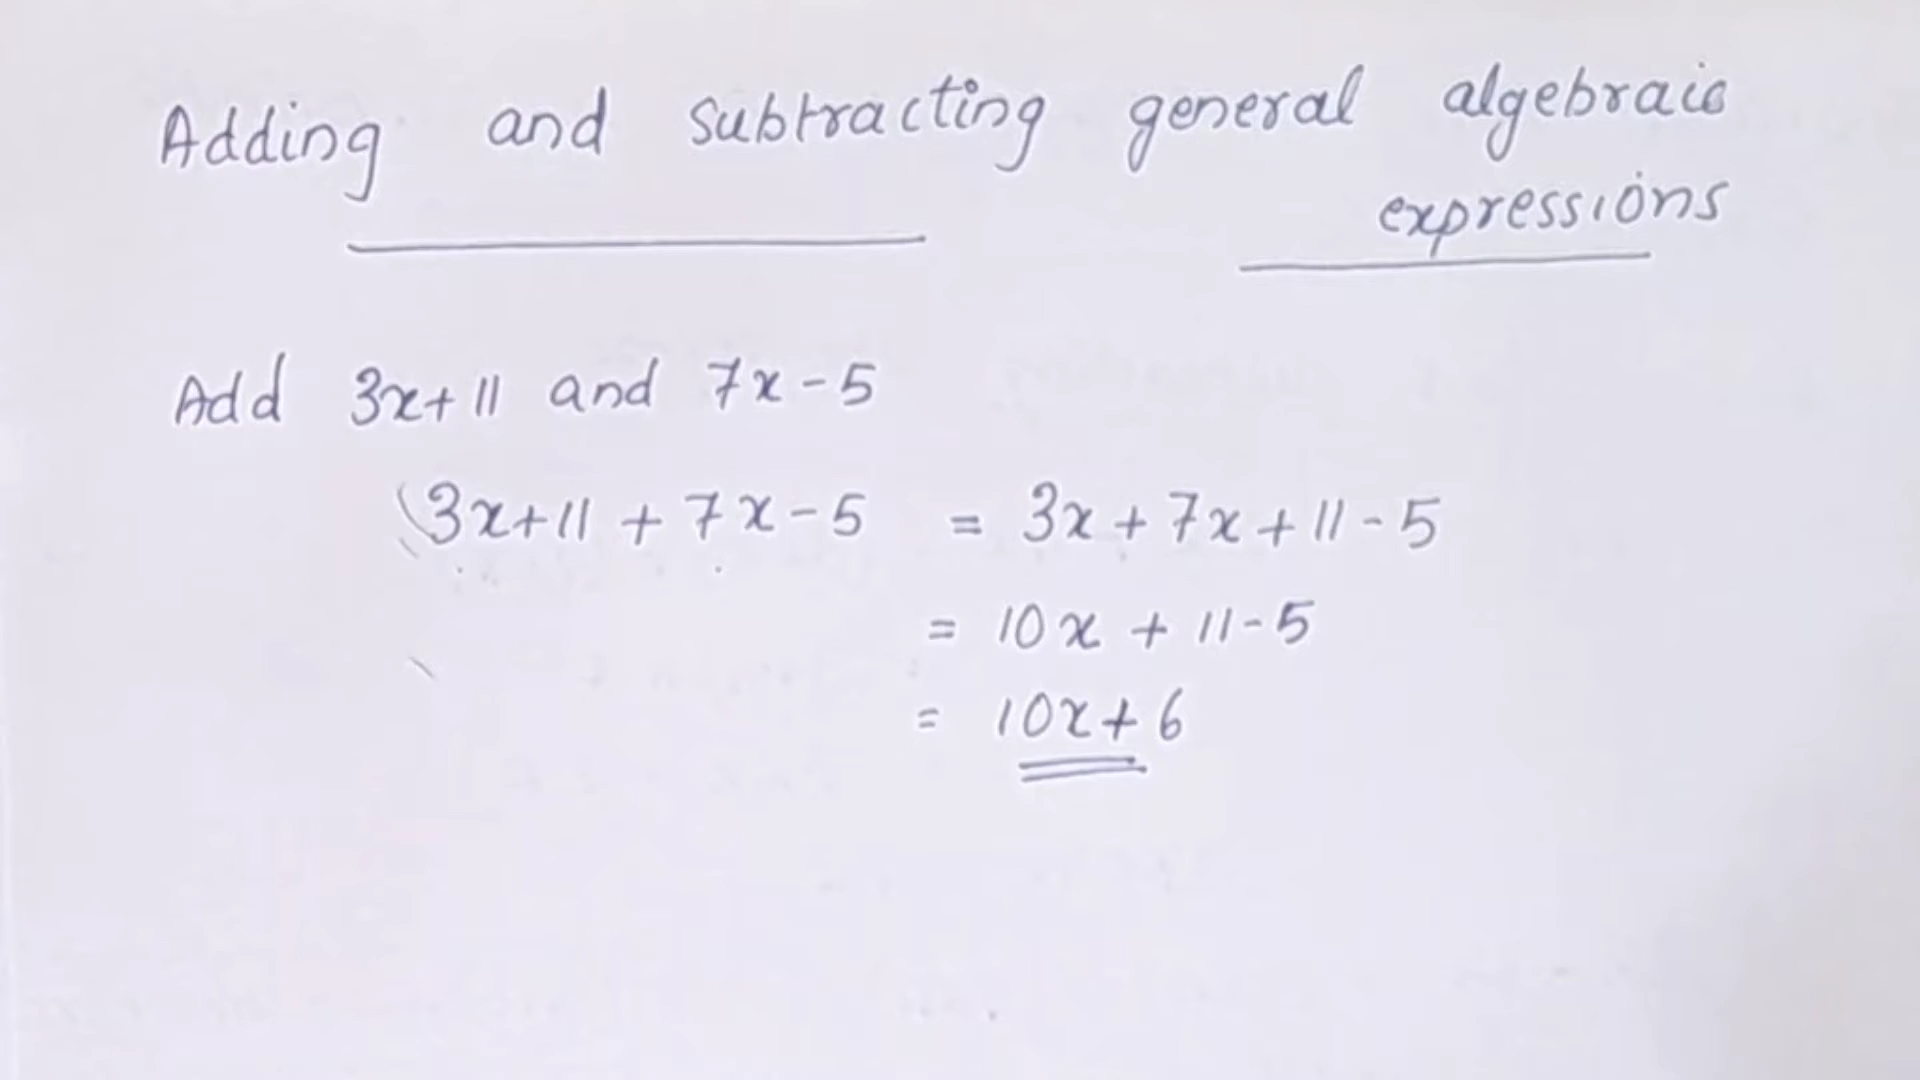 Adding and subtracting general algebraic
expressions
Add 3x+11 and 7x-5
3x+11 + 7x-5 = 3x+7x+11-5
= 10x + 11-5
= 10x+6